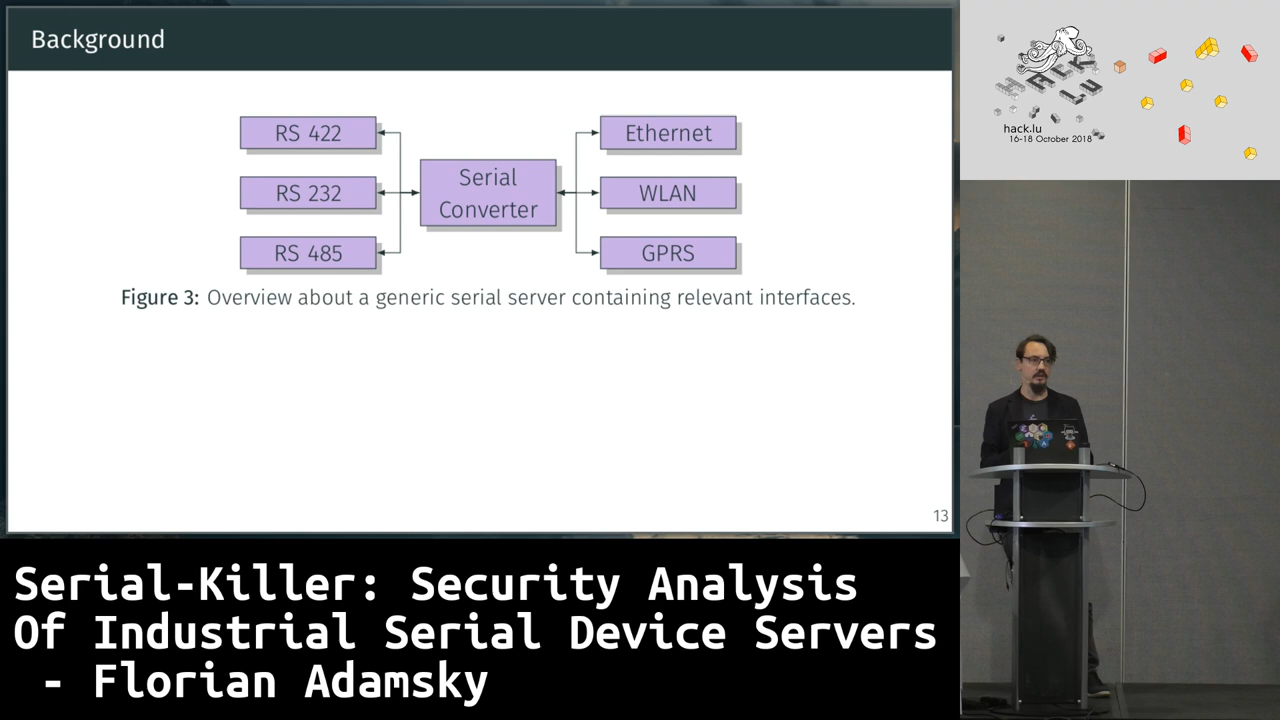 Background
RS 422
RS 232
RS 485
Serial
Converter
Ethernet
WLAN
GPRS
Figure 3: Overview about a generic serial server containing relevant interfaces.
13
HACK
LU
hack.lu
16-18 October 2018
Serial-Killer: Security Analysis
Of Industrial Serial Device Servers
- Florian Adamsky